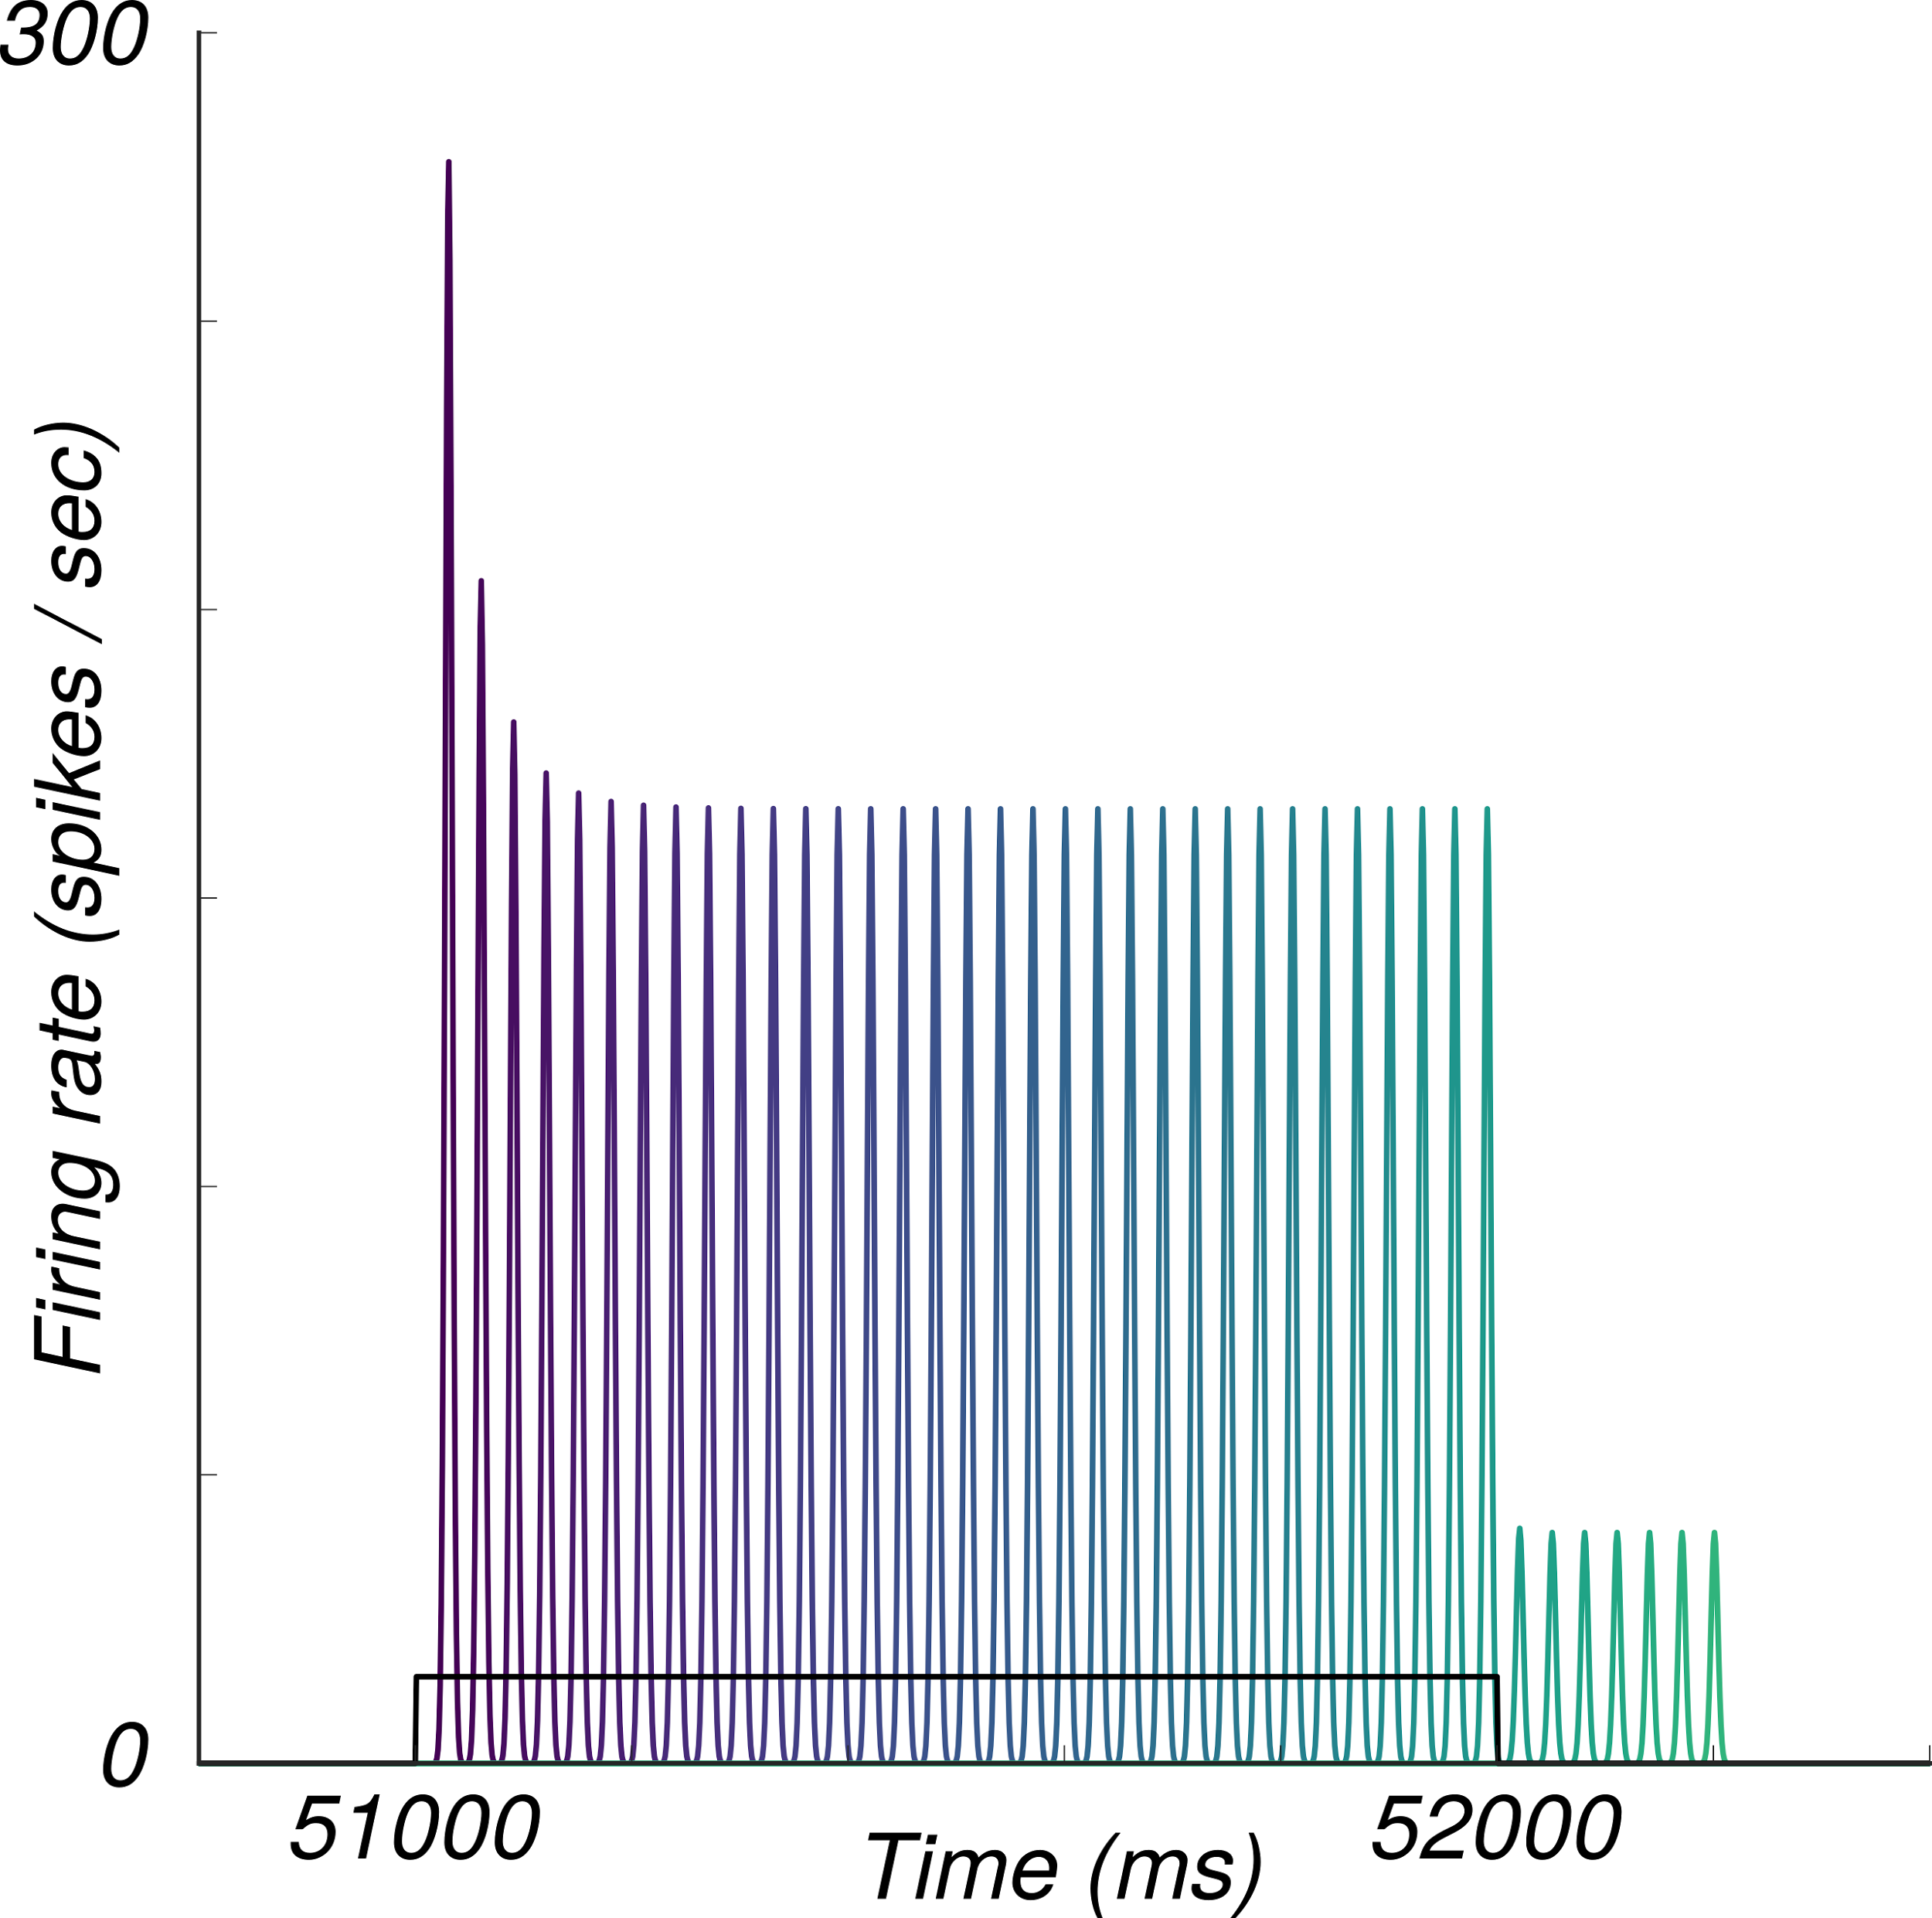 300
Firing rate (spikes / sec)
0
51000
52000
Time (ms)